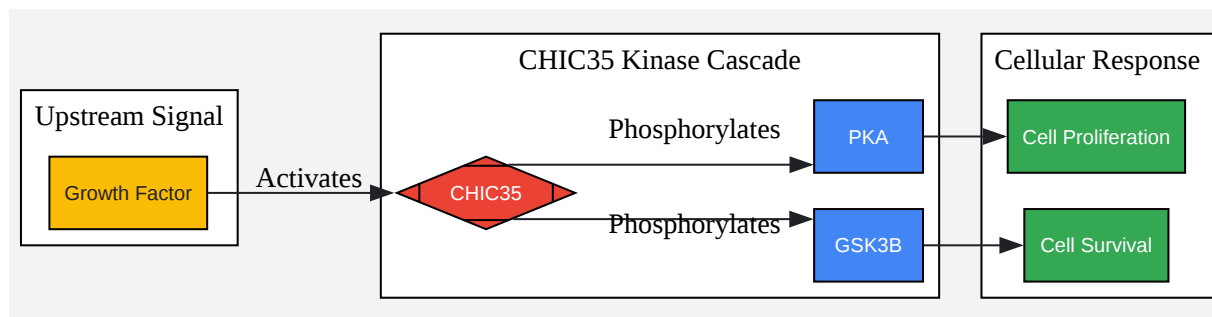 Upstream Signal
Growth Factor
Activates
CHIC35 Kinase Cascade
CHIC35
Phosphorylates
Phosphorylates
PKA
GSK3B
Cellular Response
Cell Proliferation
Cell Survival